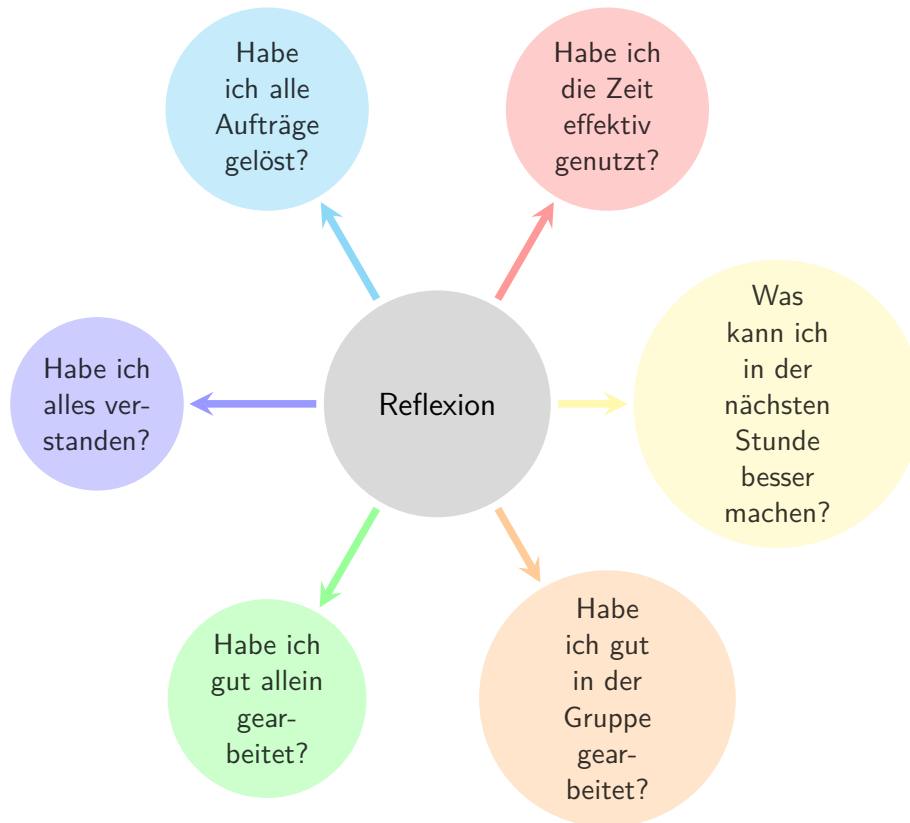 Habe
ich alle
Aufträge
gelöst?
Habe ich
die Zeit
effektiv
genutzt?
Was
kann ich
in der
nächsten
Stunde
besser
machen?
Habe ich
alles ver-
standen?
Reflexion
Habe ich
gut allein
gear-
beitet?
Habe
ich gut
in der
Gruppe
gear-
beitet?